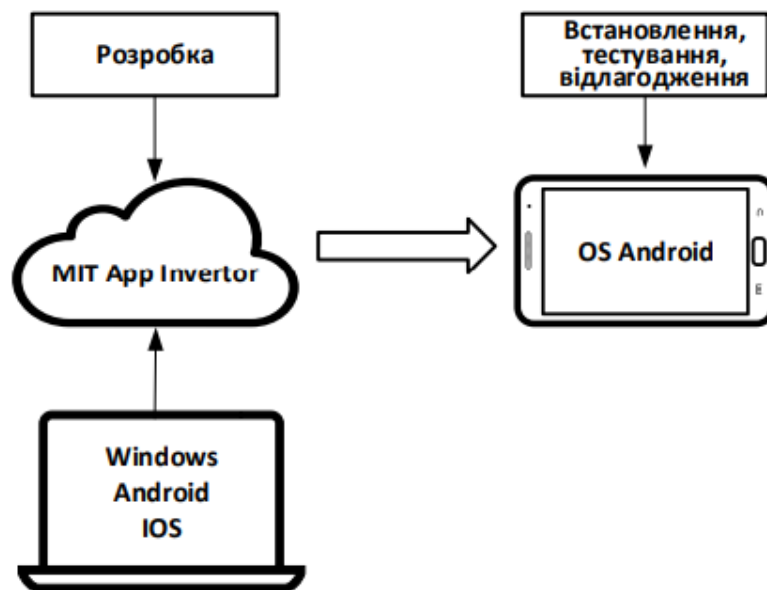 Розробка
Встановлення,
тестування,
відлагодження
MIT App Invertor
OS Android
Windows
Android
IOS